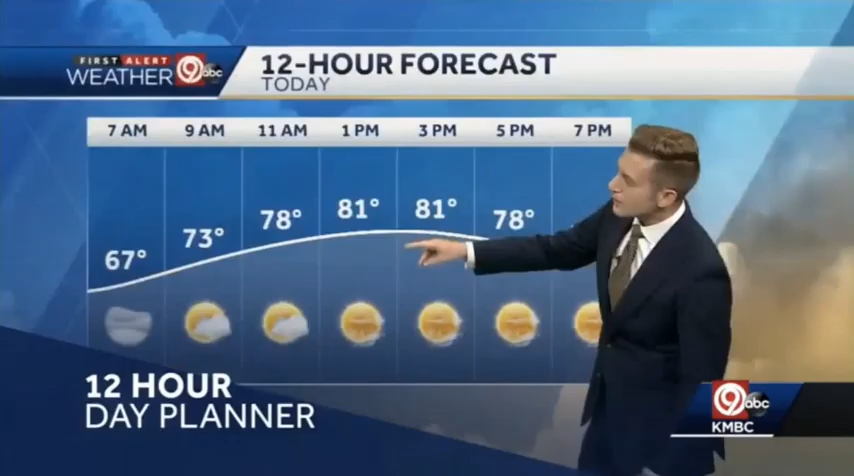 FIRST ALERT
WEATHER 9 abc
12-HOUR FORECAST
TODAY
7 AM 9 AM 11 AM 1 PM 3 PM 5 PM 7 PM
67° 73° 78° 81° 81° 78°
12 HOUR
DAY PLANNER
9 abc
KMBC